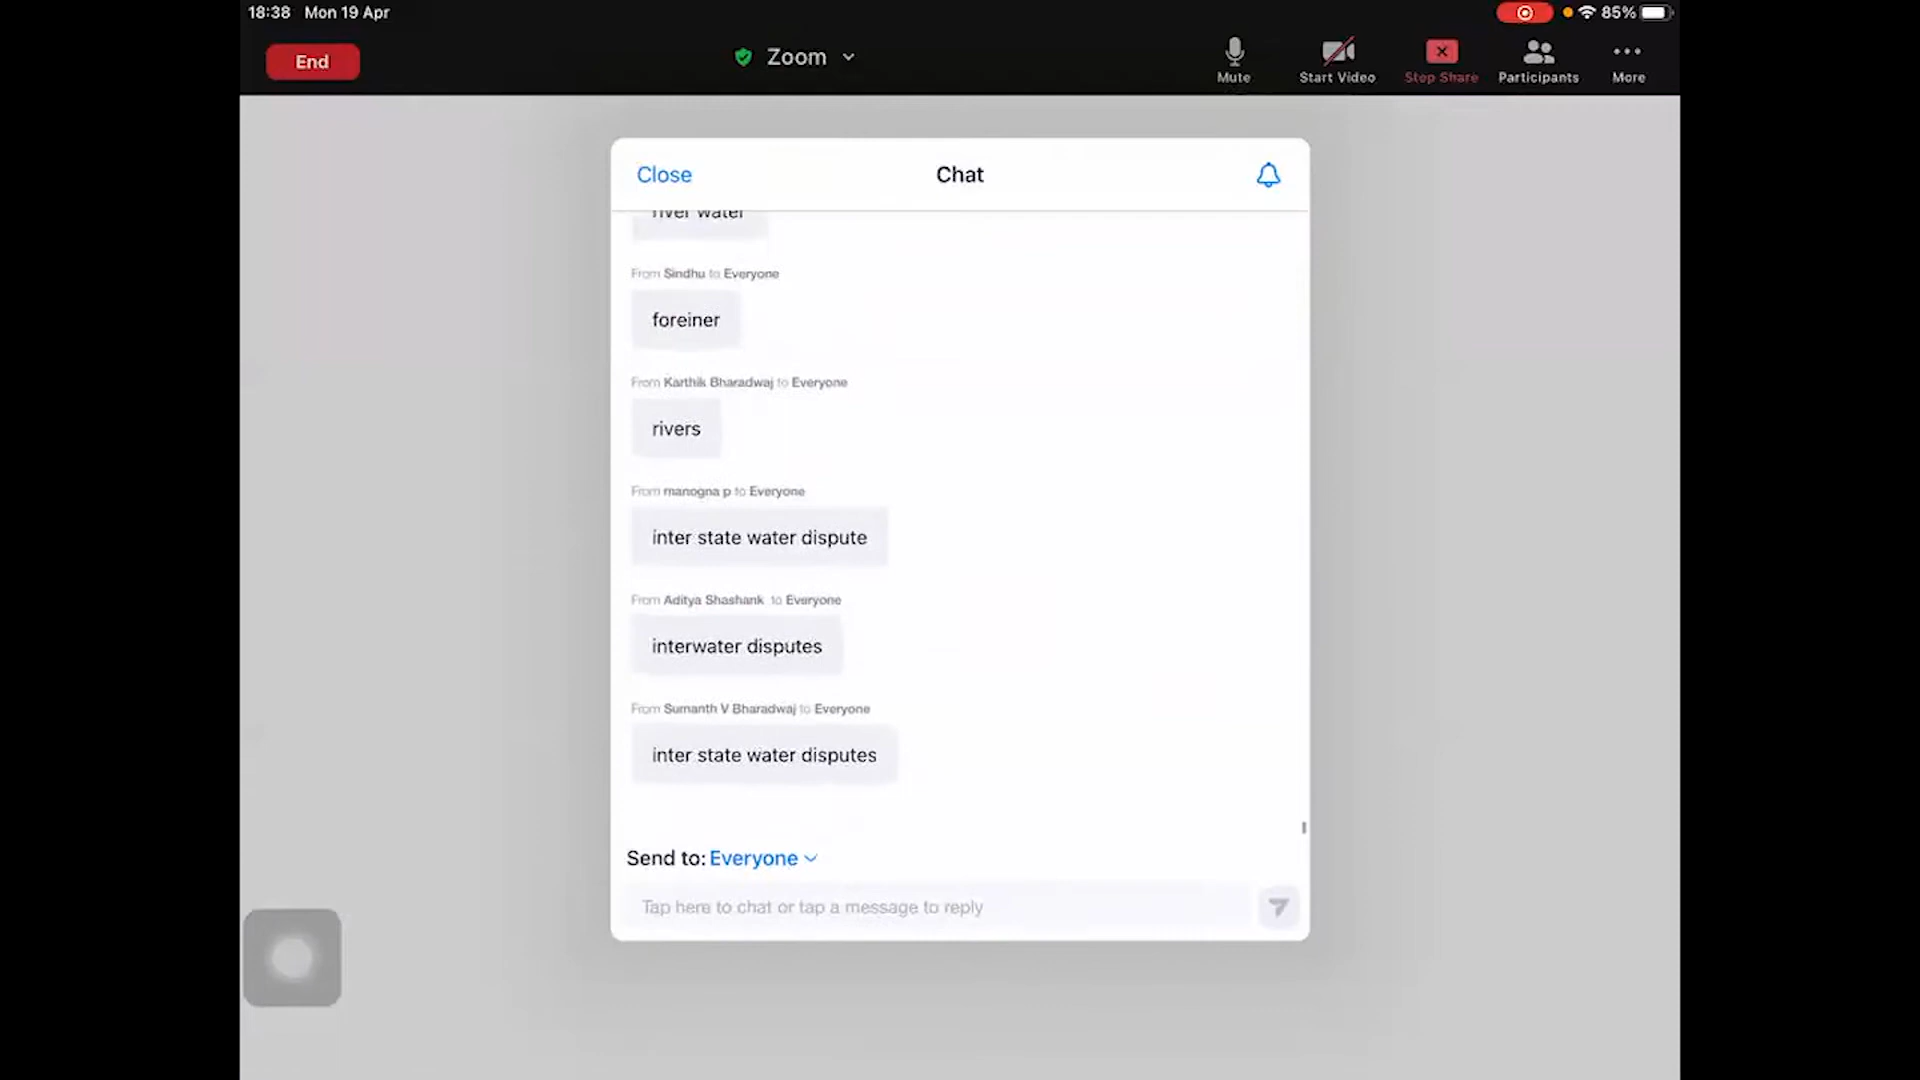 18:38 Mon 19 Apr
85%
End
Zoom
Mute
Start Video
Stop Share
Participants
More
Close
Chat
river water
From Sindhu to Everyone
foreiner
From Karthik Bharadwaj to Everyone
rivers
From manogna p to Everyone
inter state water dispute
From Aditya Shashank to Everyone
interwater disputes
From Sumanth V Bharadwaj to Everyone
inter state water disputes
Send to: Everyone
Tap here to chat or tap a message to reply